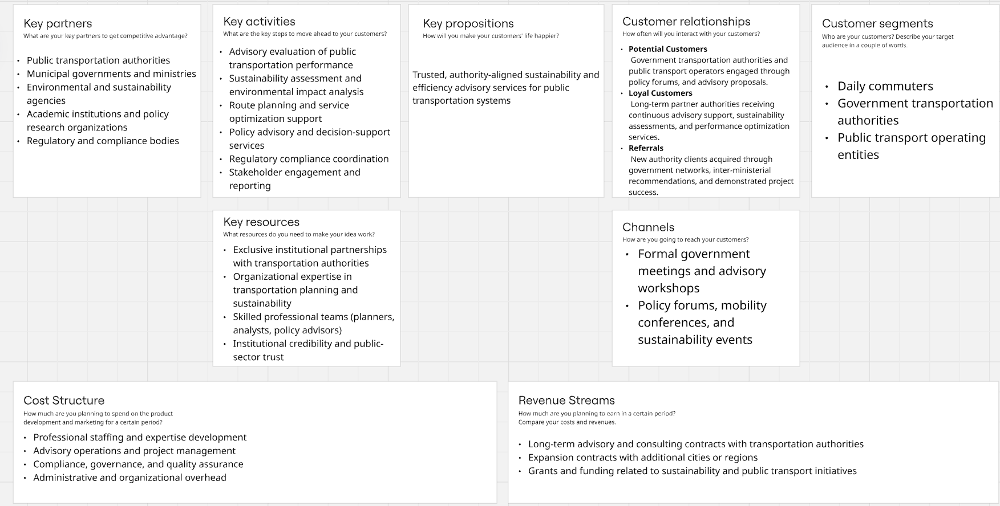 Key partners
What are your key partners to get competitive advantage?
• Public transportation authorities
• Municipal governments and ministries
• Environmental and sustainability
agencies
• Academic institutions and policy
research organizations
• Regulatory and compliance bodies
Key activities
What are the key steps to move ahead to your customers?
• Advisory evaluation of public
transportation performance
• Sustainability assessment and
environmental impact analysis
• Route planning and service
optimization support
• Policy advisory and decision-support
services
• Regulatory compliance coordination
• Stakeholder engagement and
reporting
Key propositions
How will you make your customers' life happier?
Trusted, authority-aligned sustainability and
efficiency advisory services for public
transportation systems
Customer relationships
How often will you interact with your customers?
• Potential Customers
Government transportation authorities and
public transport operators engaged through
policy forums, and advisory proposals.
• Loyal Customers
Long-term partner authorities receiving
continuous advisory support, sustainability
assessments, and performance optimization
services.
• Referrals
New authority clients acquired through
government networks, inter-ministerial
recommendations, and demonstrated project
success.
Customer segments
Who are your customers? Describe your target
audience in a couple of words.
• Daily commuters
• Government transportation
authorities
• Public transport operating
entities
Key resources
What resources do you need to make your idea work?
• Exclusive institutional partnerships
with transportation authorities
• Organizational expertise in
transportation planning and
sustainability
• Skilled professional teams (planners,
analysts, policy advisors)
• Institutional credibility and public-
sector trust
Channels
How are you going to reach your customers?
• Formal government
meetings and advisory
workshops
• Policy forums, mobility
conferences, and
sustainability events
Cost Structure
How much are you planning to spend on the product
development and marketing for a certain period?
• Professional staffing and expertise development
• Advisory operations and project management
• Compliance, governance, and quality assurance
• Administrative and organizational overhead
Revenue Streams
How much are you planning to earn in a certain period?
Compare your costs and revenues.
• Long-term advisory and consulting contracts with transportation authorities
• Expansion contracts with additional cities or regions
• Grants and funding related to sustainability and public transport initiatives